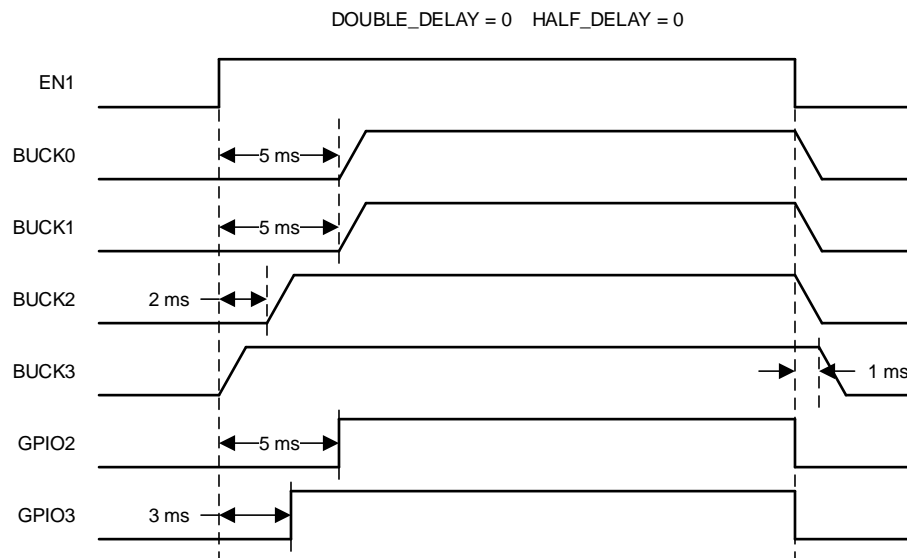 DOUBLE_DELAY = 0 HALF_DELAY = 0
EN1
BUCK0 5 ms
BUCK1 5 ms
BUCK2 2 ms
BUCK3 1 ms
GPIO2 5 ms
GPIO3 3 ms